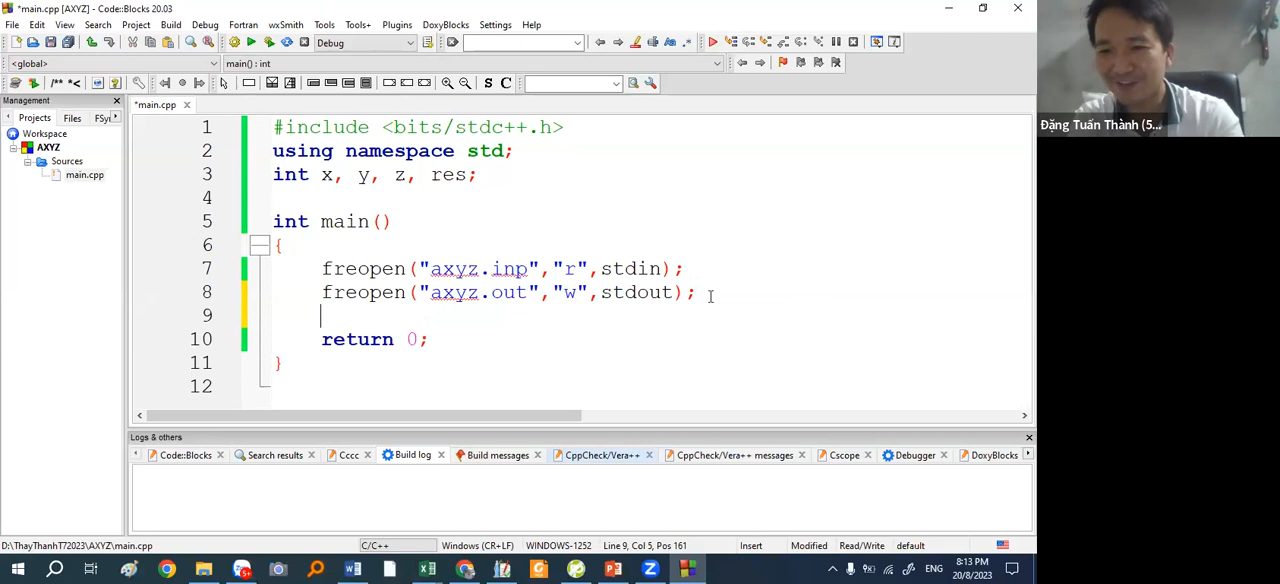 *main.cpp [AXYZ] - Code::Blocks 20.03
File Edit View Search Project Build Debug Fortran wxSmith Tools Tools+ Plugins DoxyBlocks Settings Help
Debug
<global> main() : int
/** *<
S C
Management
Projects Files FSy
Workspace
AXYZ
Sources
main.cpp
*main.cpp
1 #include <bits/stdc++.h>
2 using namespace std;
3 int x, y, z, res;
4
5 int main()
6 {
7 freopen("axyz.inp","r",stdin);
8 freopen("axyz.out","w",stdout);
9
10 return 0;
11 }
12
Logs & others
Code::Blocks Search results Cccc Build log Build messages CppCheck/Vera++ CppCheck/Vera++ messages Cscope Debugger DoxyBlocks
D:\ThayThanhT72023\AXYZ\main.cpp C/C++ Windows (CR+LF) WINDOWS-1252 Line 9, Col 5, Pos 161 Insert Modified Read/Write default
ENG 8:13 PM
20/8/2023
Đặng Tuấn Thành (5...